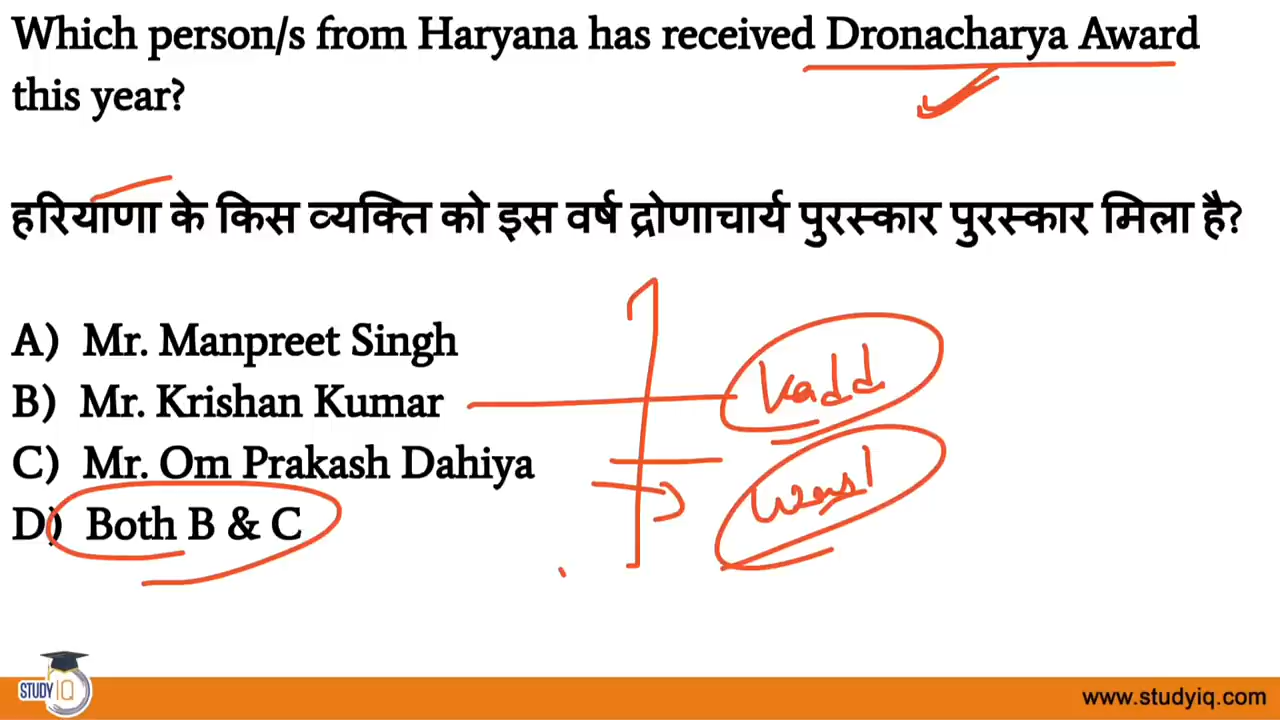 Which person/s from Haryana has received Dronacharya Award
this year?
हरियाणा के किस व्यक्ति को इस वर्ष द्रोणाचार्य पुरस्कार पुरस्कार मिला है?
A) Mr. Manpreet Singh
B) Mr. Krishan Kumar
Kadd
C) Mr. Om Prakash Dahiya
D) Both B & C
STUDY IQ
www.studyiq.com